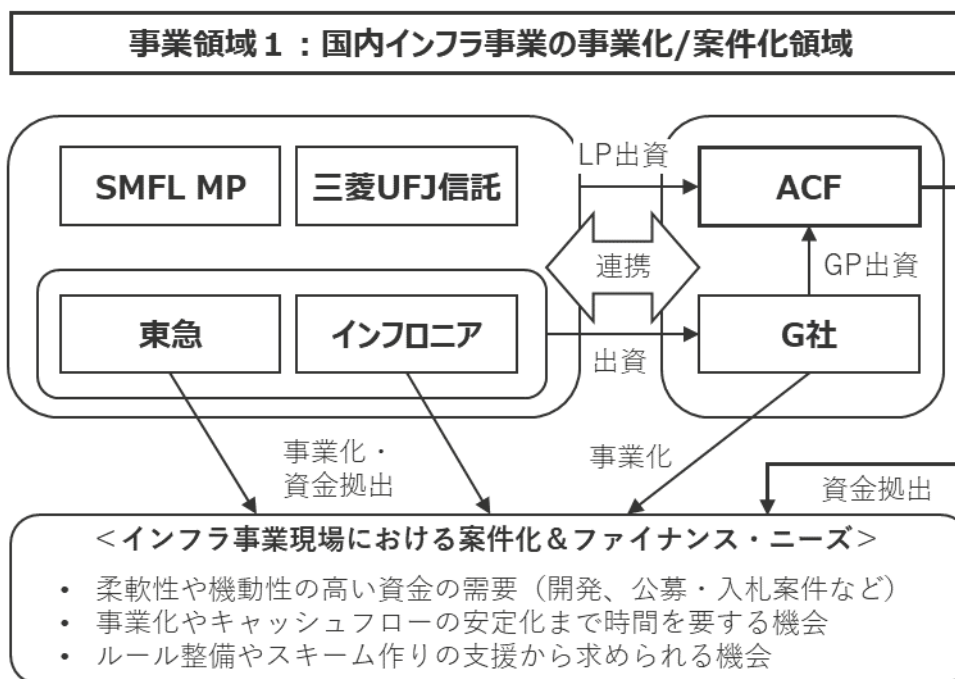 事業領域1:国内インフラ事業の事業化/案件化領域
SMFL MP
三菱UFJ信託
LP出資
ACF
連携
GP出資
東急
インフロニア
出資
G社
事業化・
資金拠出
事業化
資金拠出
<インフラ事業現場における案件化&ファイナンス・ニーズ>
• 柔軟性や機動性の高い資金の需要(開発、公募・入札案件など)
• 事業化やキャッシュフローの安定化まで時間を要する機会
• ルール整備やスキーム作りの支援から求められる機会